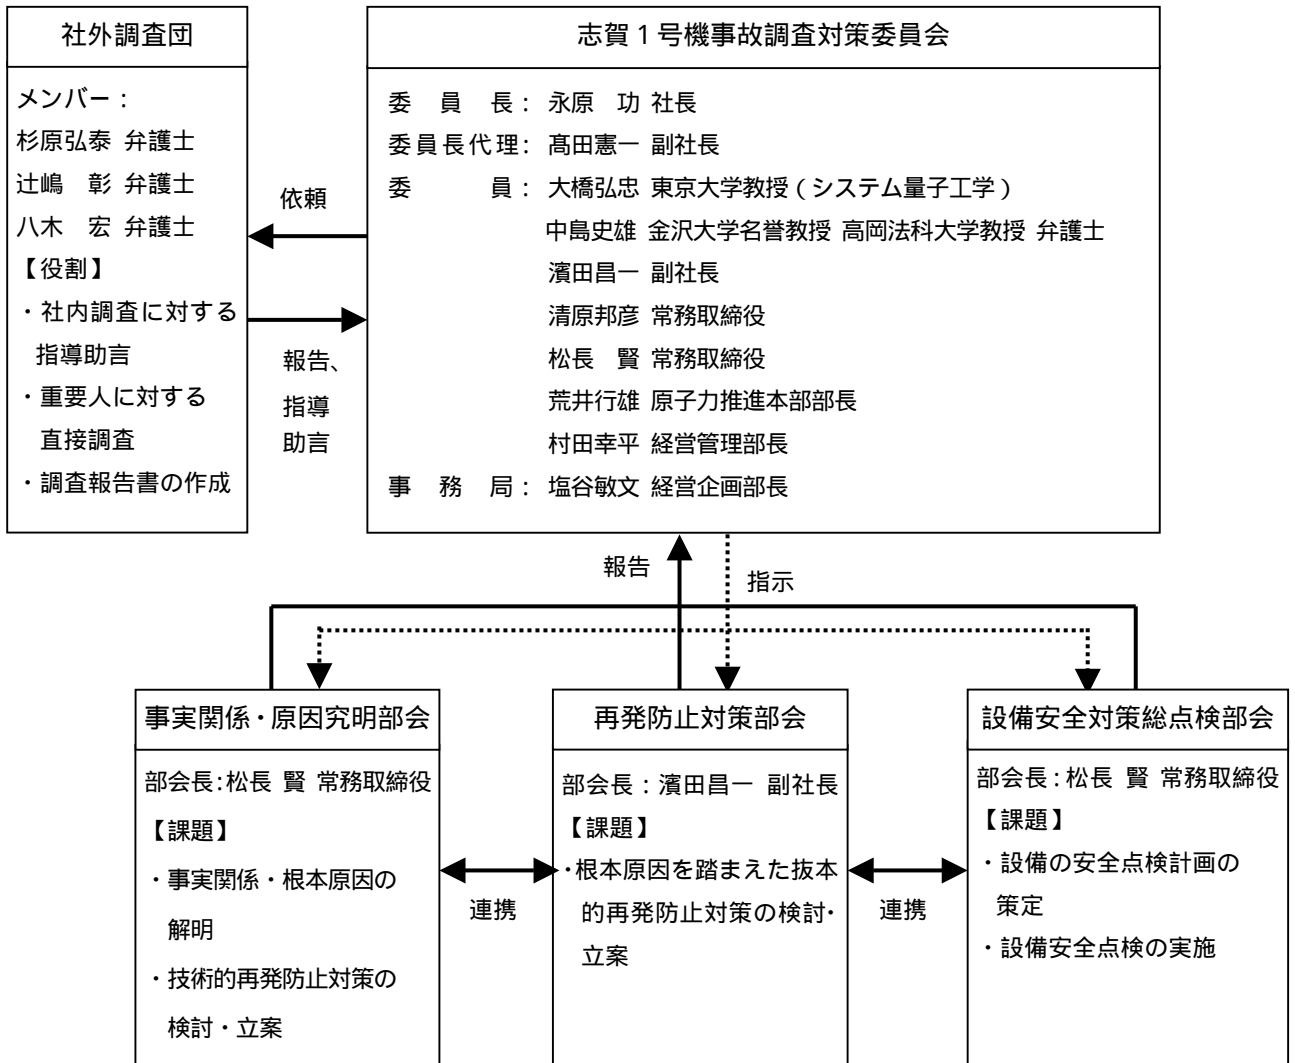 社外調査団
メンバー：
杉原弘泰 弁護士
辻嶋　彰 弁護士
八木　宏 弁護士
【役割】
・社内調査に対する
指導助言
・重要人に対する
直接調査
・調査報告書の作成
依頼
報告、
指導
助言
志賀１号機事故調査対策委員会
委　員　長： 永原　功 社長
委員長代理： 髙田憲一 副社長
委　　　員： 大橋弘忠 東京大学教授（システム量子工学）
中島史雄 金沢大学名誉教授 高岡法科大学教授 弁護士
濱田昌一 副社長
清原邦彦 常務取締役
松長　賢 常務取締役
荒井行雄 原子力推進本部部長
村田幸平 経営管理部長
事　務　局： 塩谷敏文 経営企画部長
報告
指示
事実関係・原因究明部会
部会長：松長 賢 常務取締役
【課題】
・事実関係・根本原因の
解明
・技術的再発防止対策の
検討・立案
連携
再発防止対策部会
部会長：濱田昌一 副社長
【課題】
・根本原因を踏まえた抜本
的再発防止対策の検討・
立案
連携
設備安全対策総点検部会
部会長：松長 賢 常務取締役
【課題】
・設備の安全点検計画の
策定
・設備安全点検の実施